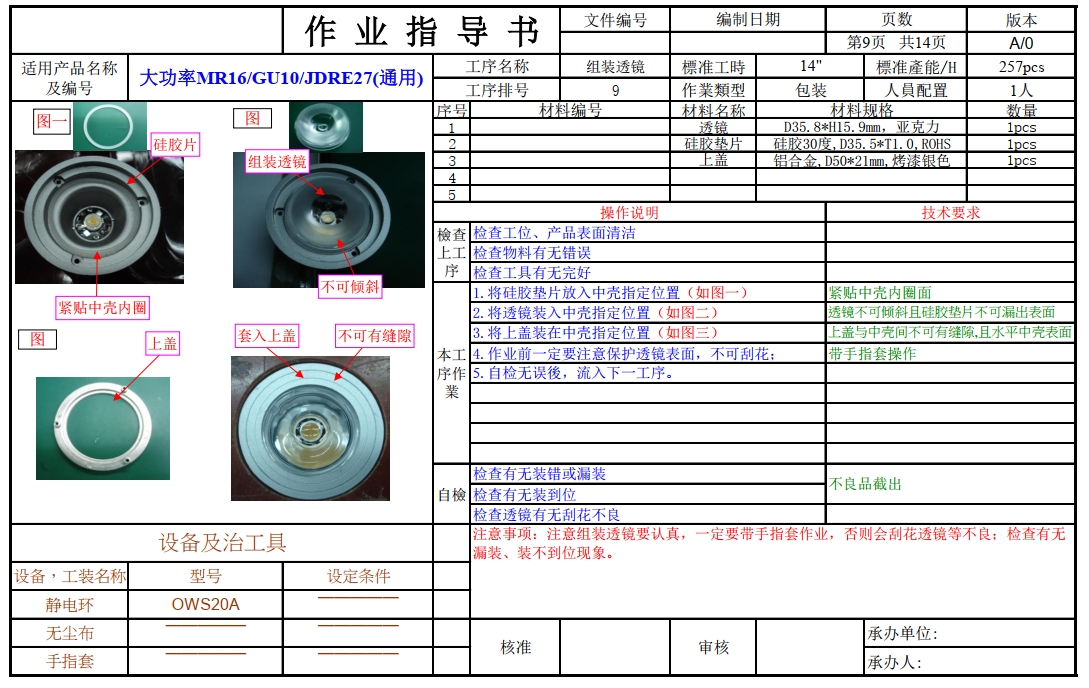 作业指导书
文件编号
编制日期
页数
版本
第9页 共14页
A/0
适用产品名称
及编号
大功率MR16/GU10/JDRE27(通用)
工序名称
组装透镜
標准工時
14"
標准產能/H
257pcs
工序排号
9
作業類型
包装
人员配置
1人
序号
材料编号
材料名称
材料规格
数量
1
透镜
D35.8*H15.9mm, 亚克力
1pcs
2
硅胶垫片
硅胶30度,D35.5*T1.0,ROHS
1pcs
3
上盖
铝合金,D50*21mm,烤漆银色
1pcs
4
5
图一
硅胶片
紧贴中壳内圈
图
组装透镜
不可倾斜
图
上盖
套入上盖
不可有缝隙
操作说明
技术要求
檢查
上工
序
检查工位、产品表面清洁
检查物料有无错误
检查工具有无完好
本工
序作
業
1.将硅胶垫片放入中壳指定位置(如图一)
紧贴中壳内圈面
2.将透镜装入中壳指定位置(如图二)
透镜不可倾斜且硅胶垫片不可漏出表面
3.将上盖装在中壳指定位置(如图三)
上盖与中壳间不可有缝隙,且水平中壳表面
4.作业前一定要注意保护透镜表面，不可刮花;
带手指套操作
5.自检无误後，流入下一工序。
自檢
检查有无装错或漏装
检查有无装到位
检查透镜有无刮花不良
不良品截出
注意事项：注意组装透镜要认真，一定要带手指套作业，否则会刮花透镜等不良；检查有无
漏装、装不到位现象。
设备及治工具
设备，工装名称
型号
设定条件
静电环
OWS20A
无尘布
手指套
核准
审核
承办单位:
承办人: